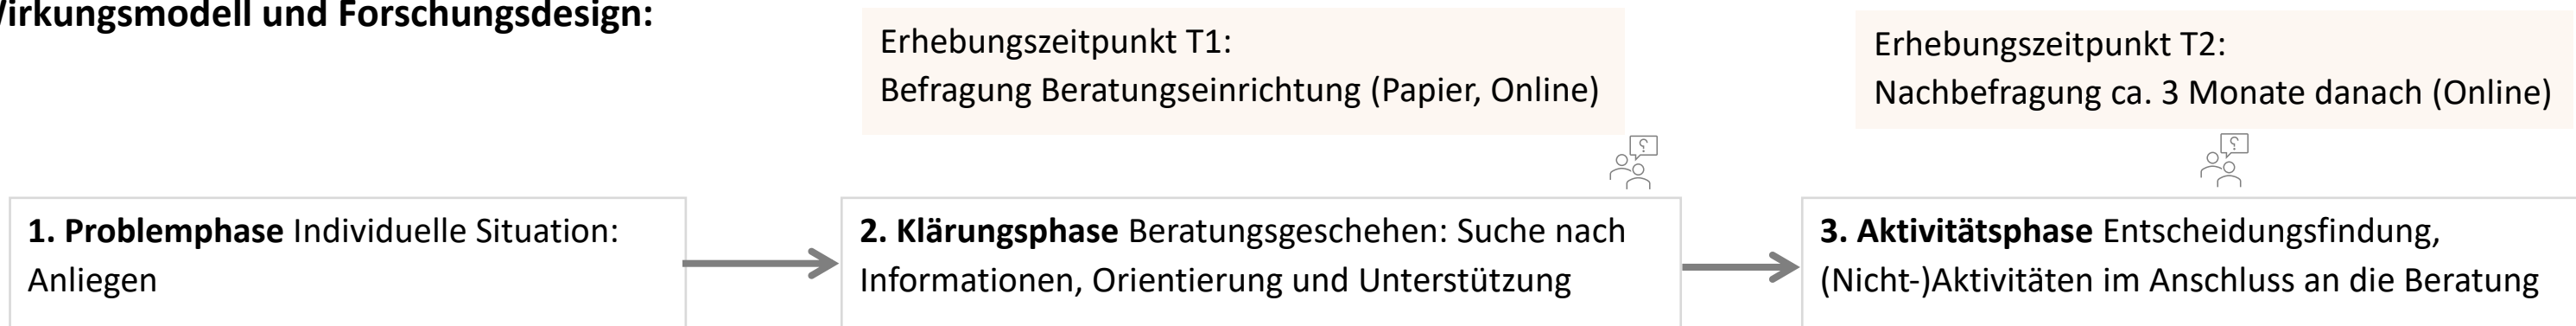 Wirkungsmodell und Forschungsdesign:
Erhebungszeitpunkt T1:
Befragung Beratungseinrichtung (Papier, Online)
Erhebungszeitpunkt T2:
Nachbefragung ca. 3 Monate danach (Online)
1. Problemphase Individuelle Situation:
Anliegen
2. Klärungsphase Beratungsgeschehen: Suche nach
Informationen, Orientierung und Unterstützung
3. Aktivitätsphase Entscheidungsfindung,
(Nicht-)Aktivitäten im Anschluss an die Beratung